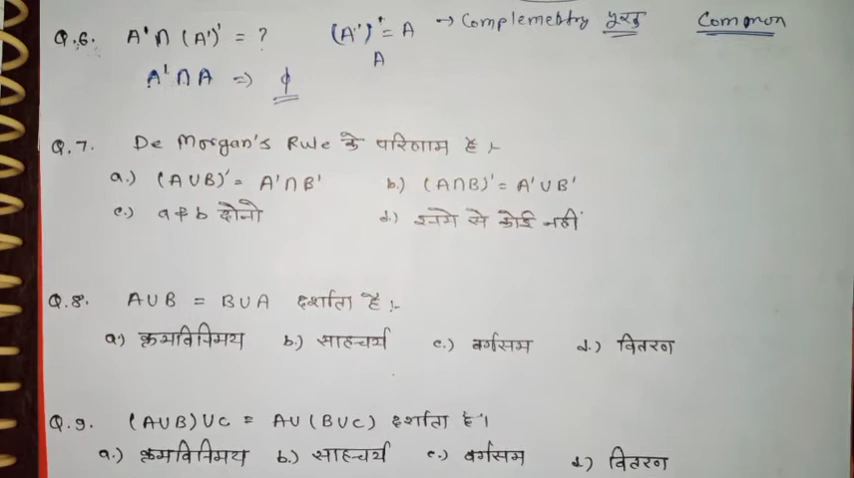 Q.6. A'∩(A')' = ? (A')' = A → Complemebtry पूरक Common
A
A'∩A => ϕ
Q.7. De Morgan's Rule के परिणाम है :-
a.) (A∪B)' = A'∩B' b.) (A∩B)' = A'∪B'
c.) a व b दोनो d.) इनमे से कोई नहीं
Q.8. A∪B = B∪A दर्शाता है :-
a.) क्रमविनिमय b.) साहचर्य c.) वर्गसम d.) वितरण
Q.9. (A∪B)∪C = A∪(B∪C) दर्शाता है।
a.) क्रमविनिमय b.) साहचर्य c.) वर्गसम d.) वितरण